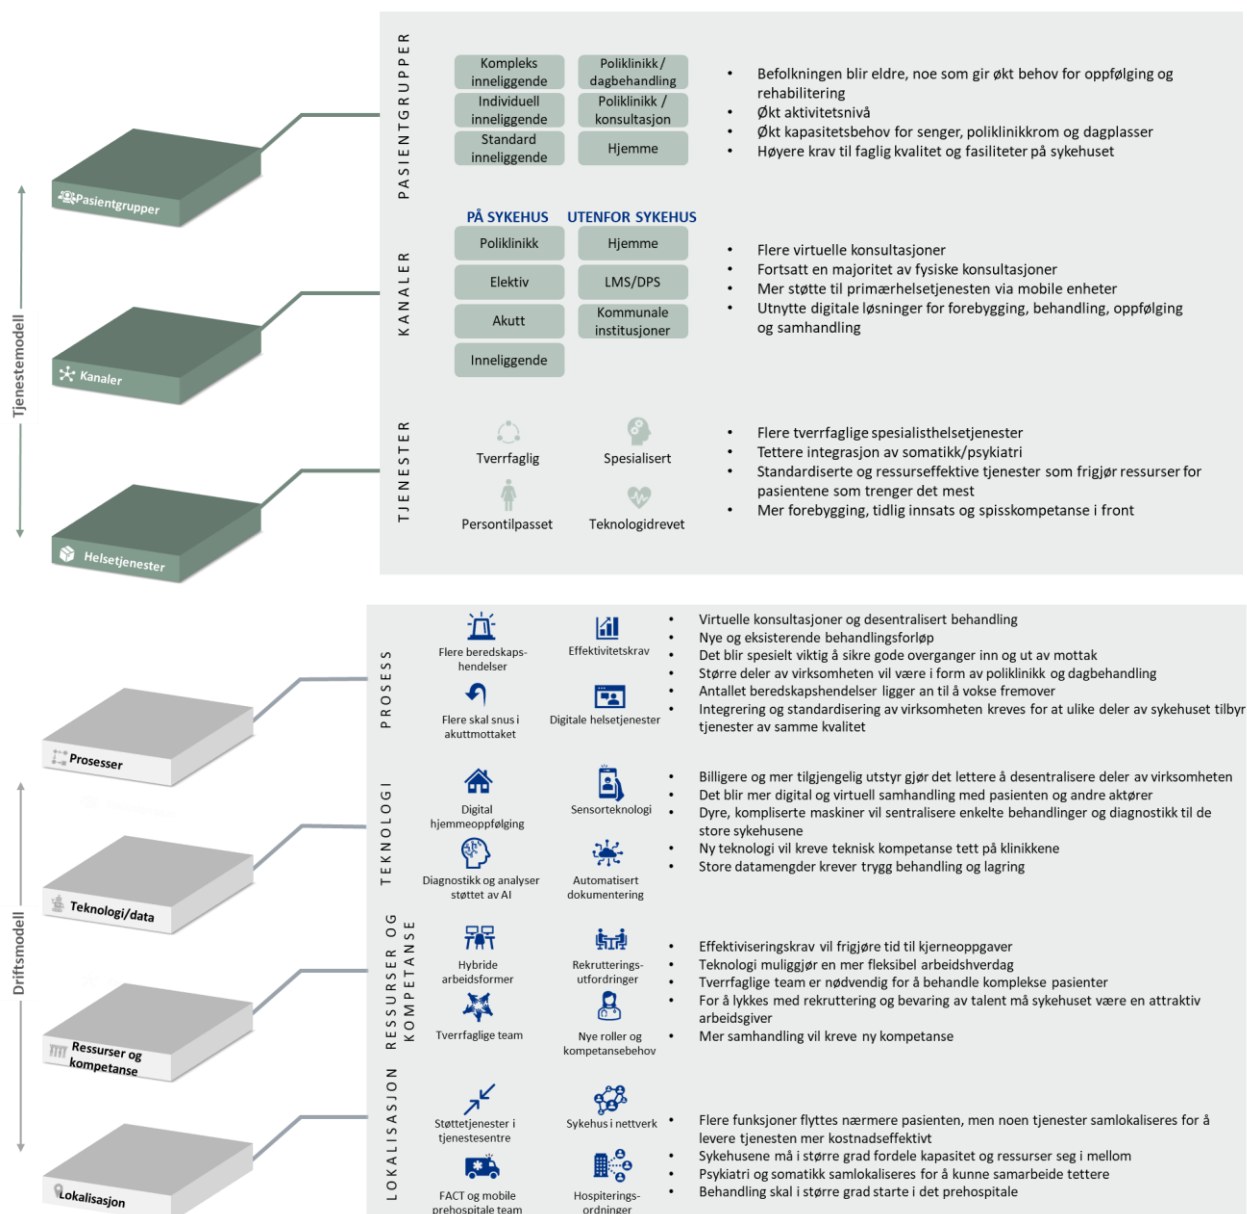 Tjenestemodell
Pasientgrupper
Kanaler
Helsetjenester
PASIENTGRUPPER
Kompleks
inneliggende
Poliklinikk /
dagbehandling
Individuell
inneliggende
Poliklinikk /
konsultasjon
Standard
inneliggende
Hjemme
• Befolkningen blir eldre, noe som gir økt behov for oppfølging og
rehabilitering
• Økt aktivitetsnivå
• Økt kapasitetsbehov for senger, poliklinikkrom og dagplasser
• Høyere krav til faglig kvalitet og fasiliteter på sykehuset
KANALER
PÅ SYKEHUS
UTENFOR SYKEHUS
Poliklinikk
Hjemme
Elektiv
LMS/DPS
Akutt
Kommunale
institusjoner
Inneliggende
• Flere virtuelle konsultasjoner
• Fortsatt en majoritet av fysiske konsultasjoner
• Mer støtte til primærhelsetjenesten via mobile enheter
• Utnytte digitale løsninger for forebygging, behandling, oppfølging
og samhandling
TJENESTER
Tverrfaglig
Spesialisert
Persontilpasset
Teknologidrevet
• Flere tverrfaglige spesialisthelsetjenester
• Tettere integrasjon av somatikk/psykiatri
• Standardiserte og ressurseffektive tjenester som frigjør ressurser for
pasientene som trenger det mest
• Mer forebygging, tidlig innsats og spisskompetanse i front
Driftsmodell
Prosesser
Teknologi/data
Ressurser og
kompetanse
Lokalisasjon
PROSESS
Flere beredskaps-
hendelser
Effektivitetskrav
Flere skal snus i
akuttmottaket
Digitale helsetjenester
• Virtuelle konsultasjoner og desentralisert behandling
• Nye og eksisterende behandlingsforløp
• Det blir spesielt viktig å sikre gode overganger inn og ut av mottak
• Større deler av virksomheten vil være i form av poliklinikk og dagbehandling
• Antallet beredskapshendelser ligger an til å vokse fremover
• Integrering og standardisering av virksomheten kreves for at ulike deler av sykehuset tilbyr
tjenester av samme kvalitet
TEKNOLOGI
Digital
hjemmeoppfølging
Sensorteknologi
Diagnostikk og analyser
støttet av AI
Automatisert
dokumentering
• Billigere og mer tilgjengelig utstyr gjør det lettere å desentralisere deler av virksomheten
• Det blir mer digital og virtuell samhandling med pasienten og andre aktører
• Dyre, kompliserte maskiner vil sentralisere enkelte behandlinger og diagnostikk til de
store sykehusene
• Ny teknologi vil kreve teknisk kompetanse tett på klinikkene
• Store datamengder krever trygg behandling og lagring
RESSURSER OG
KOMPETANSE
Hybride
arbeidsformer
Rekrutterings-
utfordringer
Tverrfaglige team
Nye roller og
kompetansebehov
• Effektiviseringskrav vil frigjøre tid til kjerneoppgaver
• Teknologi muliggjør en mer fleksibel arbeidshverdag
• Tverrfaglige team er nødvendig for å behandle komplekse pasienter
• For å lykkes med rekruttering og bevaring av talent må sykehuset være en attraktiv
arbeidsgiver
• Mer samhandling vil kreve ny kompetanse
LOKALISASJON
Støttetjenester i
tjenestesentre
Sykehus i nettverk
FACT og mobile
prehospitale team
Hospiterings-
ordninger
• Flere funksjoner flyttes nærmere pasienten, men noen tjenester samlokaliseres for å
levere tjenesten mer kostnadseffektivt
• Sykehusene må i større grad fordele kapasitet og ressurser seg i mellom
• Psykiatri og somatikk samlokaliseres for å kunne samarbeide tettere
• Behandling skal i større grad starte i det prehospitale